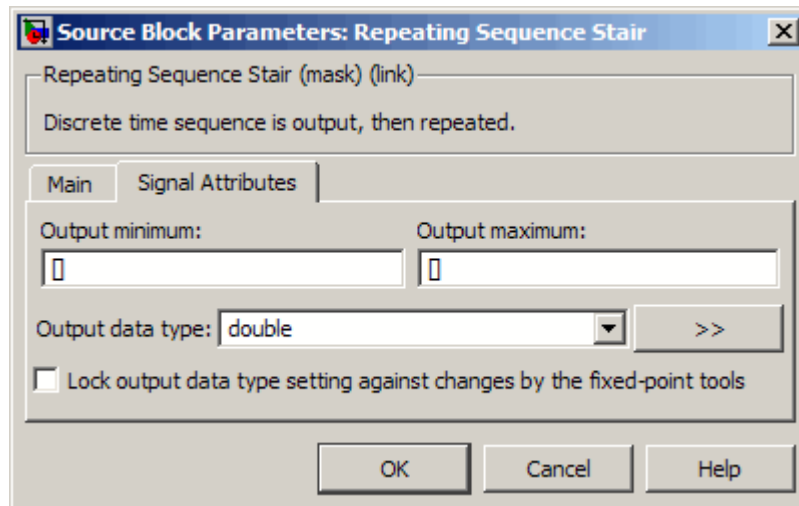 Source Block Parameters: Repeating Sequence Stair
Repeating Sequence Stair (mask) (link)
Discrete time sequence is output, then repeated.
Main Signal Attributes
Output minimum: Output maximum:
[] []
Output data type: double >>
Lock output data type setting against changes by the fixed-point tools
OK Cancel Help